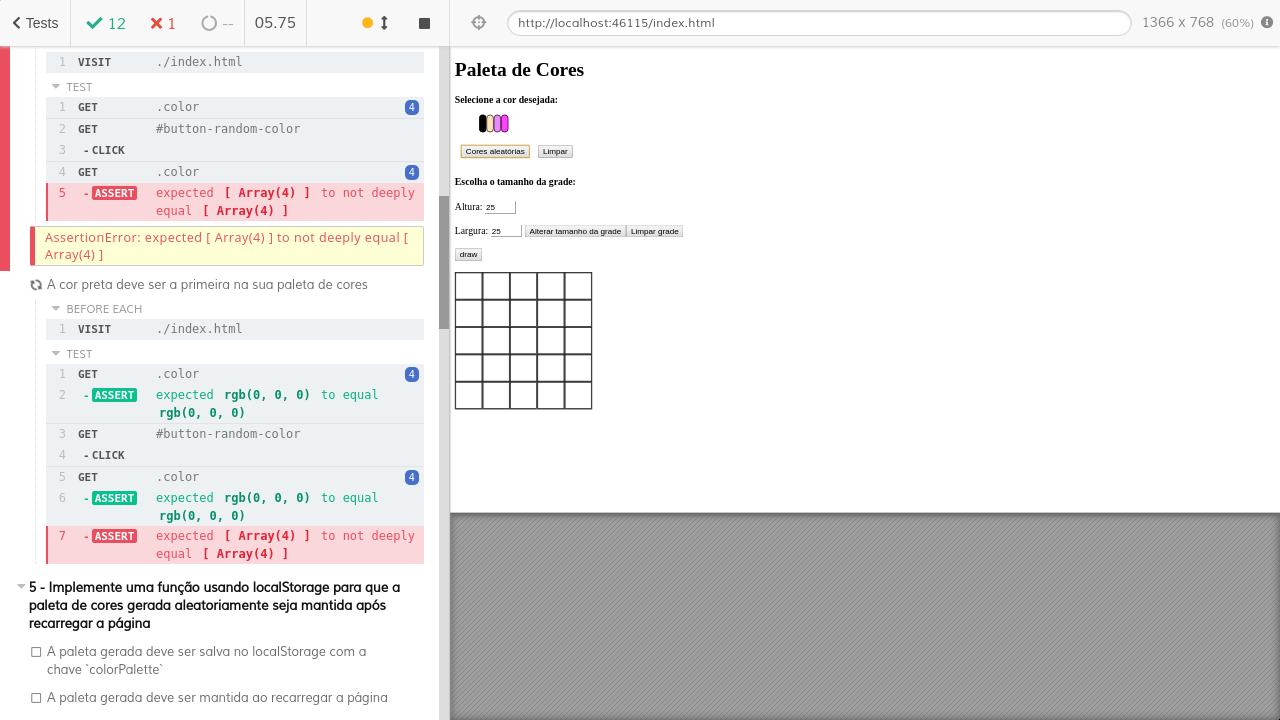 Tests
12
1
--
05.75
http://localhost:46115/index.html
1366 x 768 (60%)
1 VISIT ./index.html
TEST
1 GET .color 4
2 GET #button-random-color
3 -CLICK
4 GET .color 4
5 -ASSERT expected [ Array(4) ] to not deeply
equal [ Array(4) ]
AssertionError: expected [ Array(4) ] to not deeply equal [
Array(4) ]
A cor preta deve ser a primeira na sua paleta de cores
BEFORE EACH
1 VISIT ./index.html
TEST
1 GET .color 4
2 -ASSERT expected rgb(0, 0, 0) to equal
rgb(0, 0, 0)
3 GET #button-random-color
4 -CLICK
5 GET .color 4
6 -ASSERT expected rgb(0, 0, 0) to equal
rgb(0, 0, 0)
7 -ASSERT expected [ Array(4) ] to not deeply
equal [ Array(4) ]
5 - Implemente uma função usando localStorage para que a
paleta de cores gerada aleatoriamente seja mantida após
recarregar a página
A paleta gerada deve ser salva no localStorage com a
chave `colorPalette`
A paleta gerada deve ser mantida ao recarregar a página
Paleta de Cores
Selecione a cor desejada:
Cores aleatórias Limpar
Escolha o tamanho da grade:
Altura: 25
Largura: 25 Alterar tamanho da grade Limpar grade
draw